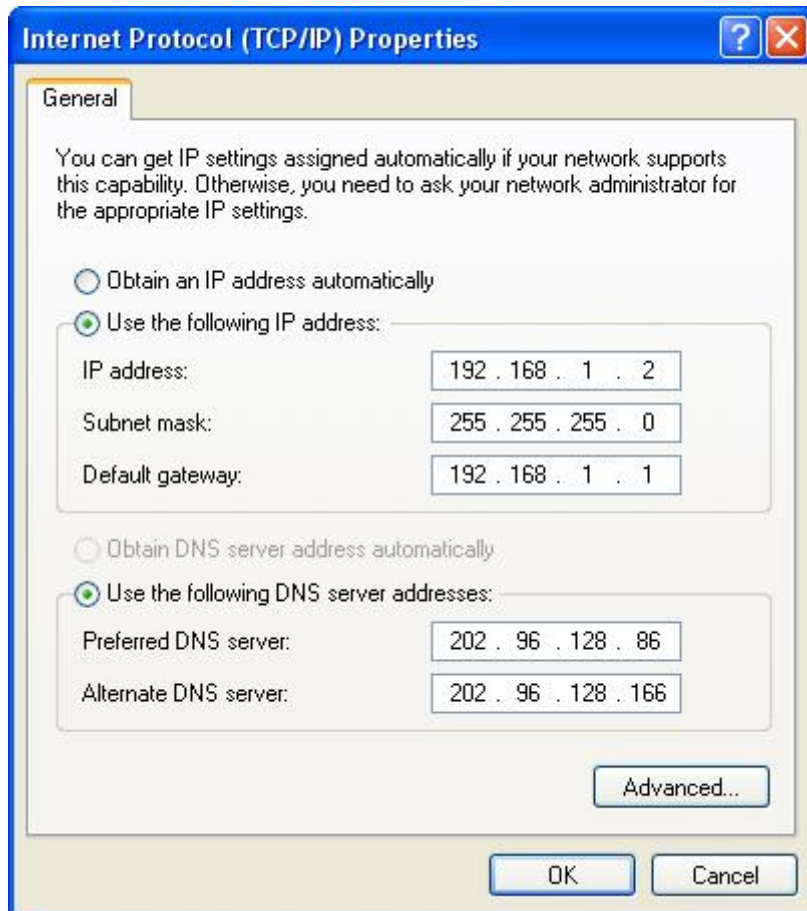 Internet Protocol (TCP/IP) Properties
General
You can get IP settings assigned automatically if your network supports
this capability. Otherwise, you need to ask your network administrator for
the appropriate IP settings.
Obtain an IP address automatically
Use the following IP address:
IP address: 192 . 168 . 1 . 2
Subnet mask: 255 . 255 . 255 . 0
Default gateway: 192 . 168 . 1 . 1
Obtain DNS server address automatically
Use the following DNS server addresses:
Preferred DNS server: 202 . 96 . 128 . 86
Alternate DNS server: 202 . 96 . 128 . 166
Advanced...
OK Cancel